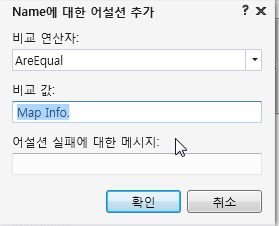 Name에 대한 어설션 추가 ? ×
비교 연산자:
AreEqual
비교 값:
Map Info.
어설션 실패에 대한 메시지:
확인 취소